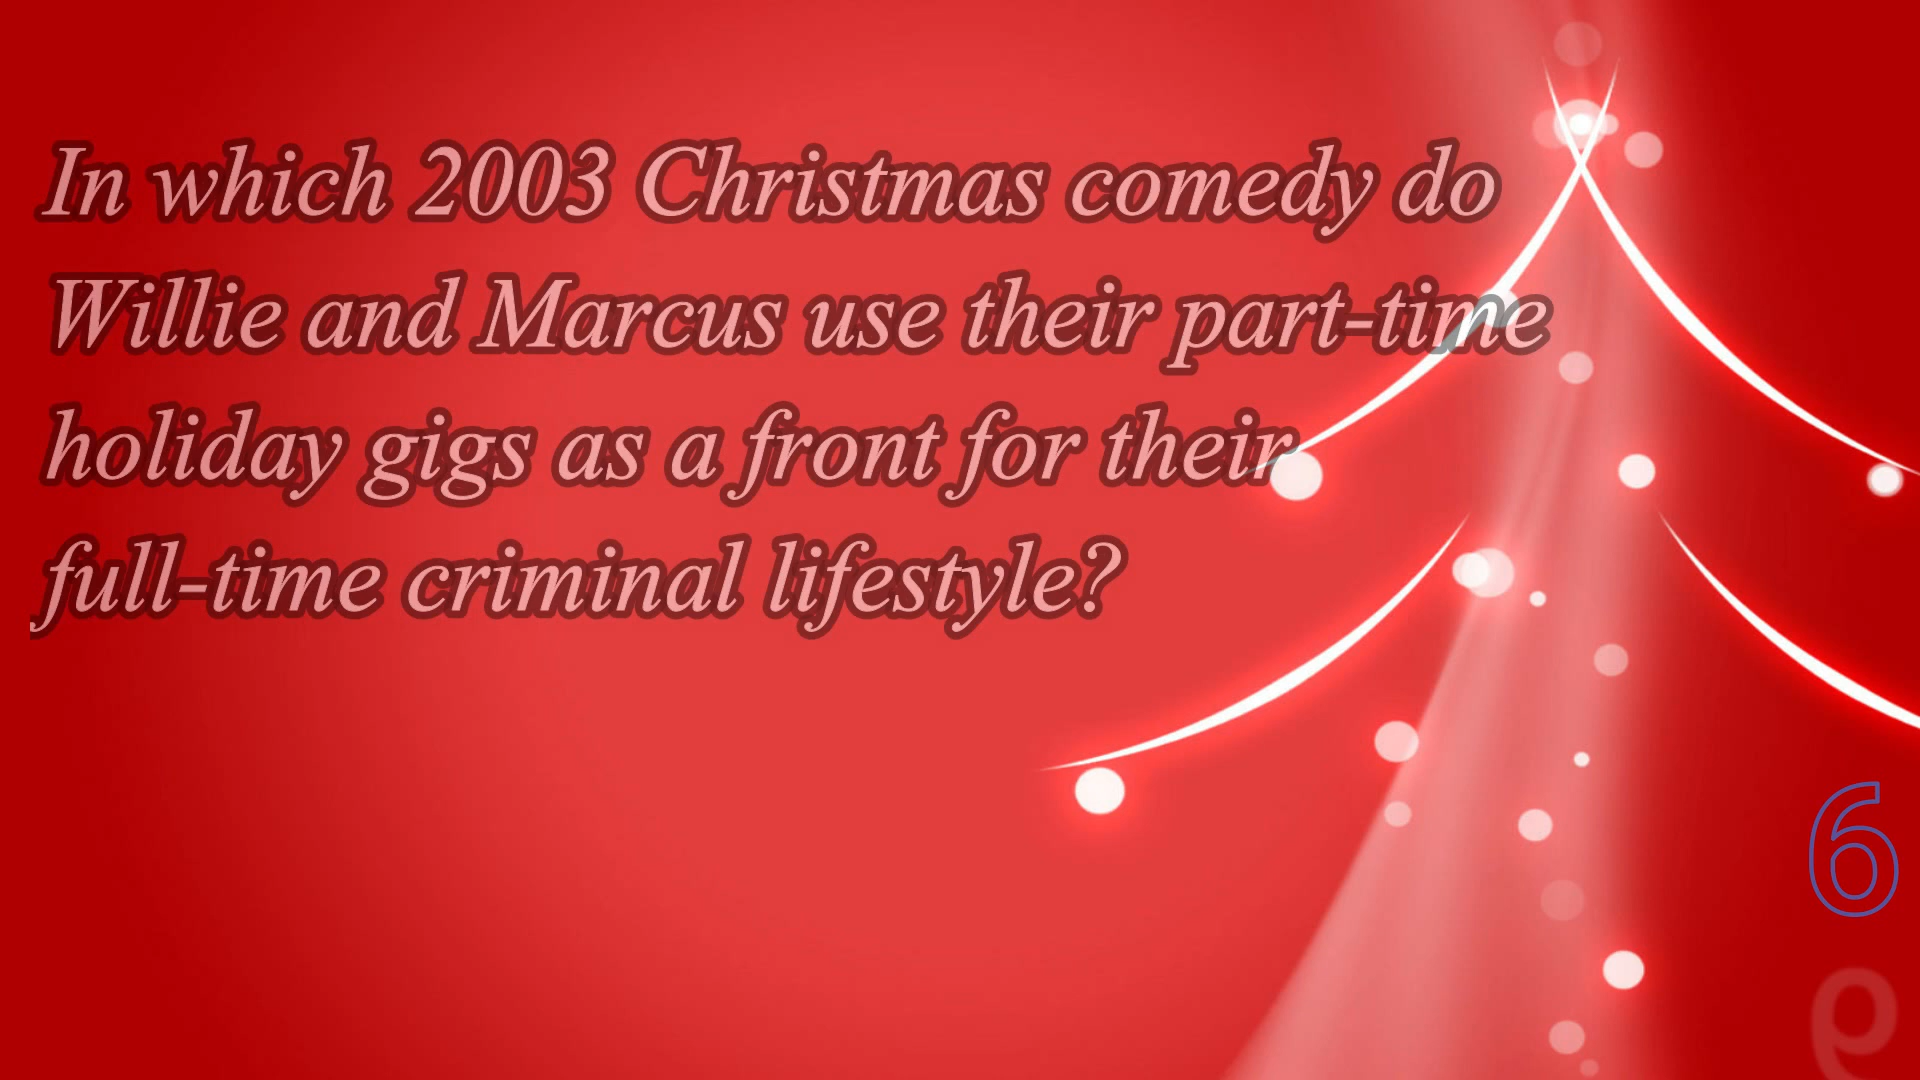 In which 2003 Christmas comedy do
Willie and Marcus use their part-time
holiday gigs as a front for their
full-time criminal lifestyle?
6